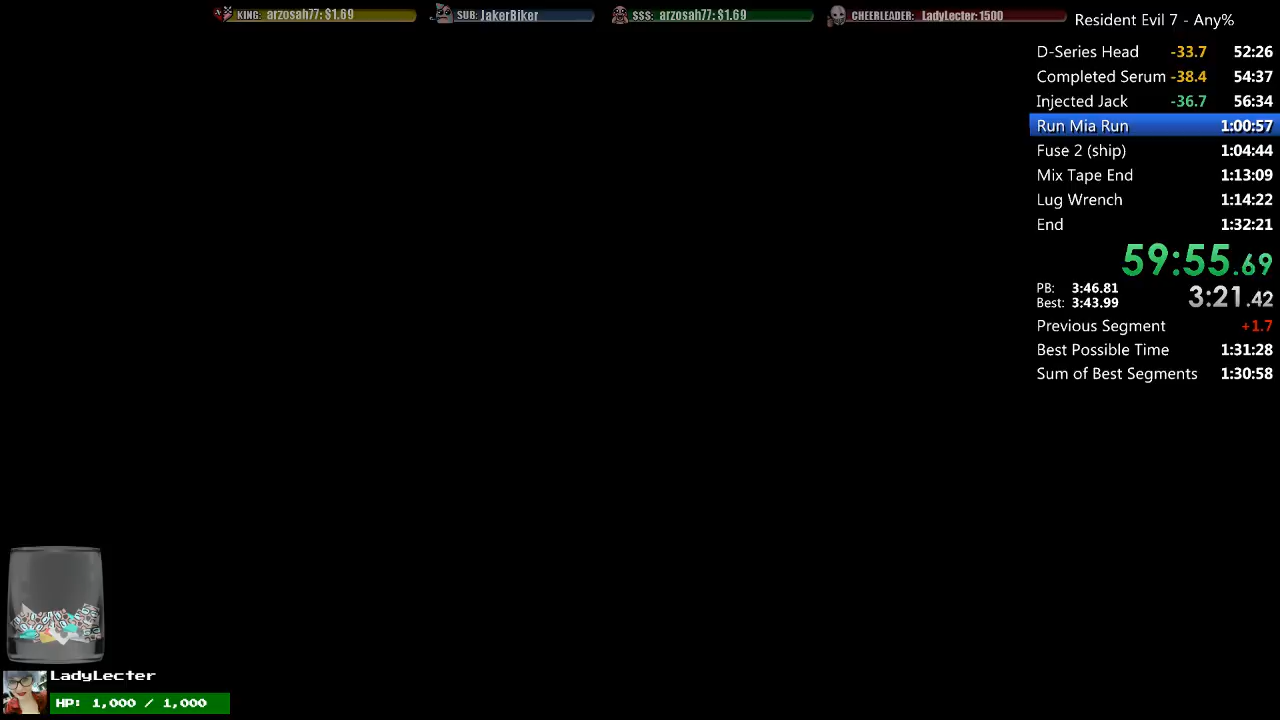 KING: arzosah77: $1.69
SUB: JakerBiker
sss: arzosah77: $1.69
CHEERLEADER: LadyLecter: 1500
Resident Evil 7 - Any%
D-Series Head -33.7 52:26
Completed Serum -38.4 54:37
Injected Jack -36.7 56:34
Run Mia Run 1:00:57
Fuse 2 (ship) 1:04:44
Mix Tape End 1:13:09
Lug Wrench 1:14:22
End 1:32:21
59:55.69
PB: 3:46.81
Best: 3:43.99
3:21.42
Previous Segment +1.7
Best Possible Time 1:31:28
Sum of Best Segments 1:30:58
LadyLecter
HP: 1,000 / 1,000